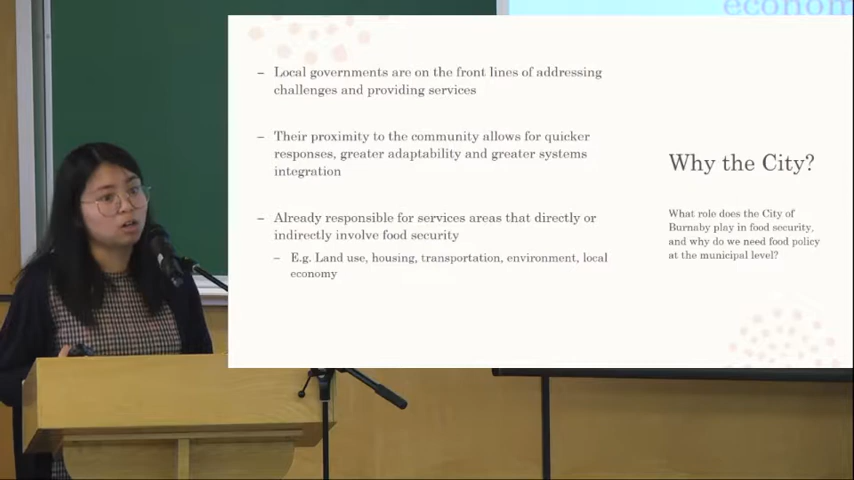 econom
– Local governments are on the front lines of addressing
challenges and providing services
– Their proximity to the community allows for quicker
responses, greater adaptability and greater systems
integration
– Already responsible for services areas that directly or
indirectly involve food security
– E.g. Land use, housing, transportation, environment, local
economy
Why the City?
What role does the City of
Burnaby play in food security,
and why do we need food policy
at the municipal level?